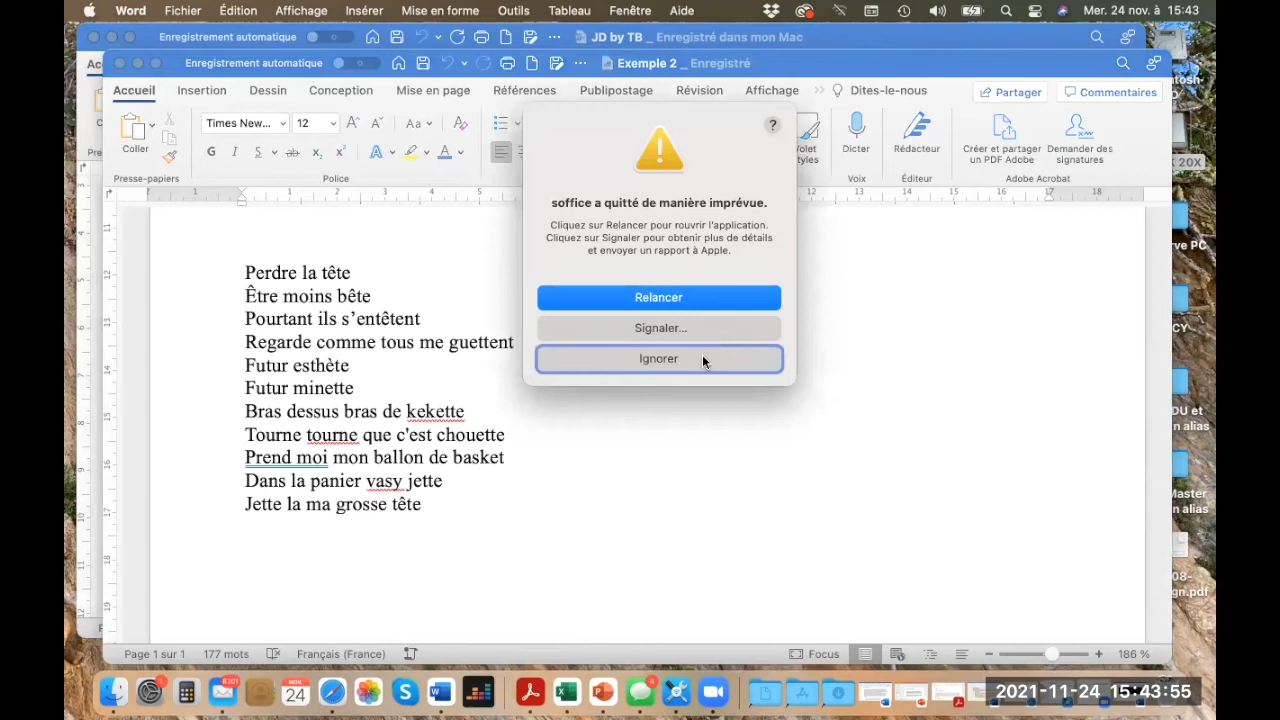 Word Fichier Édition Affichage Insérer Mise en forme Outils Tableau Fenêtre Aide Mer. 24 nov. à 15:43
Enregistrement automatique JD by TB _ Enregistré dans mon Mac
Enregistrement automatique Exemple 2 _ Enregistré
Accueil Insertion Dessin Conception Mise en page Références Publipostage Révision Affichage Dites-le-nous Partager Commentaires
Times New... 12
Coller
Presse-papiers
Police
Dicter
Voix
Rédacteur
Éditeur
Créer et partager un PDF Adobe
Demander des signatures
Adobe Acrobat
?
soffice a quitté de manière imprévue.
Cliquez sur Relancer pour rouvrir l'application.
Cliquez sur Signaler pour obtenir plus de détails
et envoyer un rapport à Apple.
Relancer
Signaler...
Ignorer
Perdre la tête
Être moins bête
Pourtant ils s’entêtent
Regarde comme tous me guettent
Futur esthète
Futur minette
Bras dessus bras de kekette
Tourne tourne que c'est chouette
Prend moi mon ballon de basket
Dans la panier vasy jette
Jette la ma grosse tête
Page 1 sur 1 177 mots Français (France) Focus 186 %
2021-11-24 15:43:55